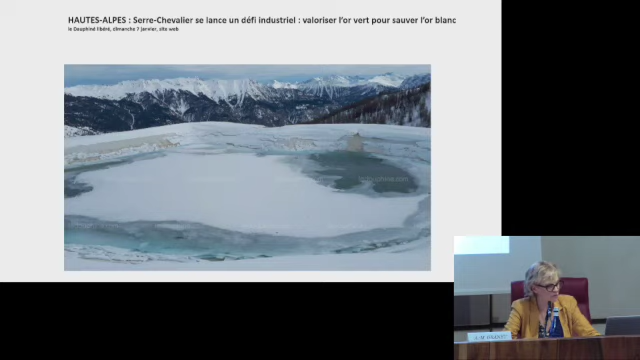 HAUTES-ALPES : Serre-Chevalier se lance un défi industriel : valoriser l'or vert pour sauver l'or blanc
le Dauphiné libéré, dimanche 7 janvier, site web